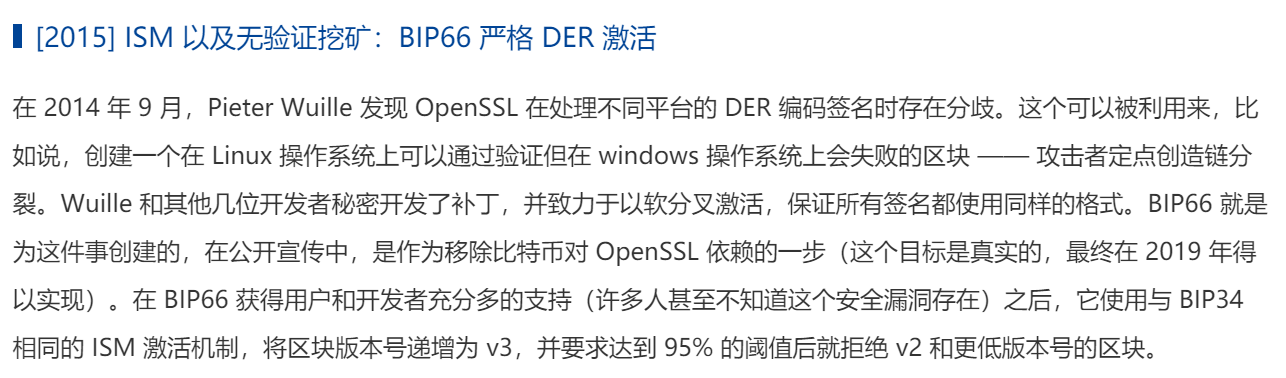 [2015] ISM 以及无验证挖矿：BIP66 严格 DER 激活
在 2014 年 9 月，Pieter Wuille 发现 OpenSSL 在处理不同平台的 DER 编码签名时存在分歧。这个可以被利用来，比
如说，创建一个在 Linux 操作系统上可以通过验证但在 windows 操作系统上会失败的区块 —— 攻击者定点创造链分
裂。Wuille 和其他几位开发者秘密开发了补丁，并致力于以软分叉激活，保证所有签名都使用同样的格式。BIP66 就是
为这件事创建的，在公开宣传中，是作为移除比特币对 OpenSSL 依赖的一步（这个目标是真实的，最终在 2019 年得
以实现）。在 BIP66 获得用户和开发者充分多的支持（许多人甚至不知道这个安全漏洞存在）之后，它使用与 BIP34
相同的 ISM 激活机制，将区块版本号递增为 v3，并要求达到 95% 的阈值后就拒绝 v2 和更低版本号的区块。